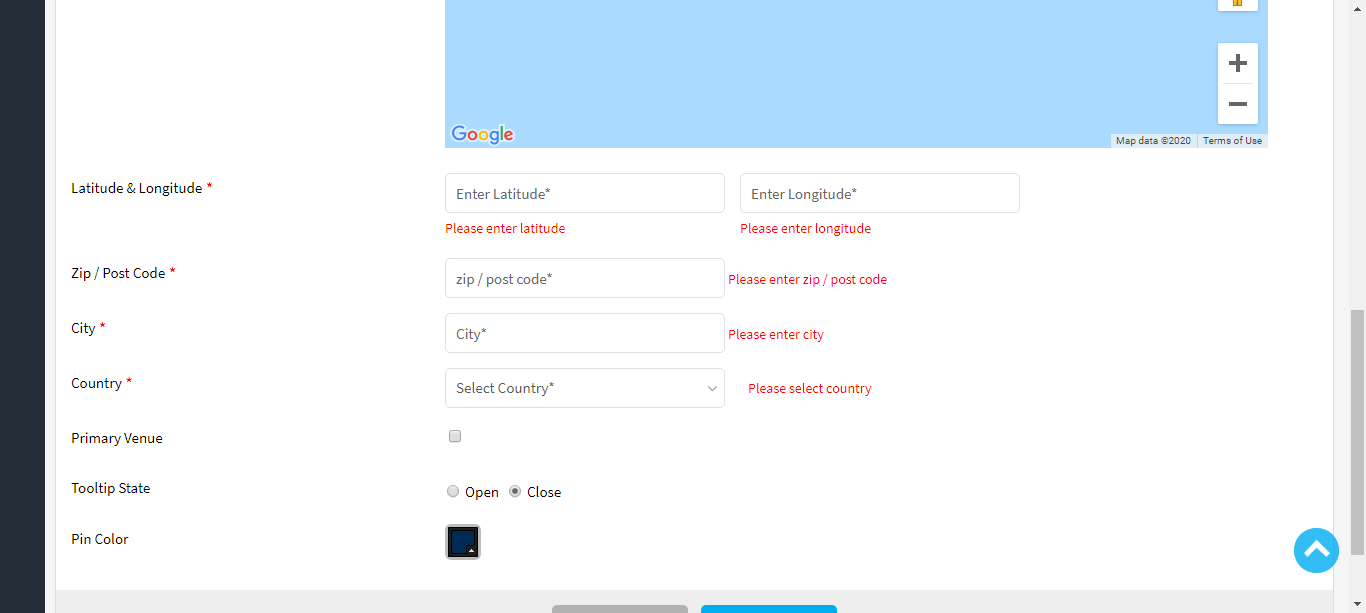 Google
Map data ©2020 Terms of Use
Latitude & Longitude *
Enter Latitude* Enter Longitude*
Please enter latitude Please enter longitude
Zip / Post Code * zip / post code* Please enter zip / post code
City * City* Please enter city
Country * Select Country* Please select country
Primary Venue
Tooltip State Open Close
Pin Color